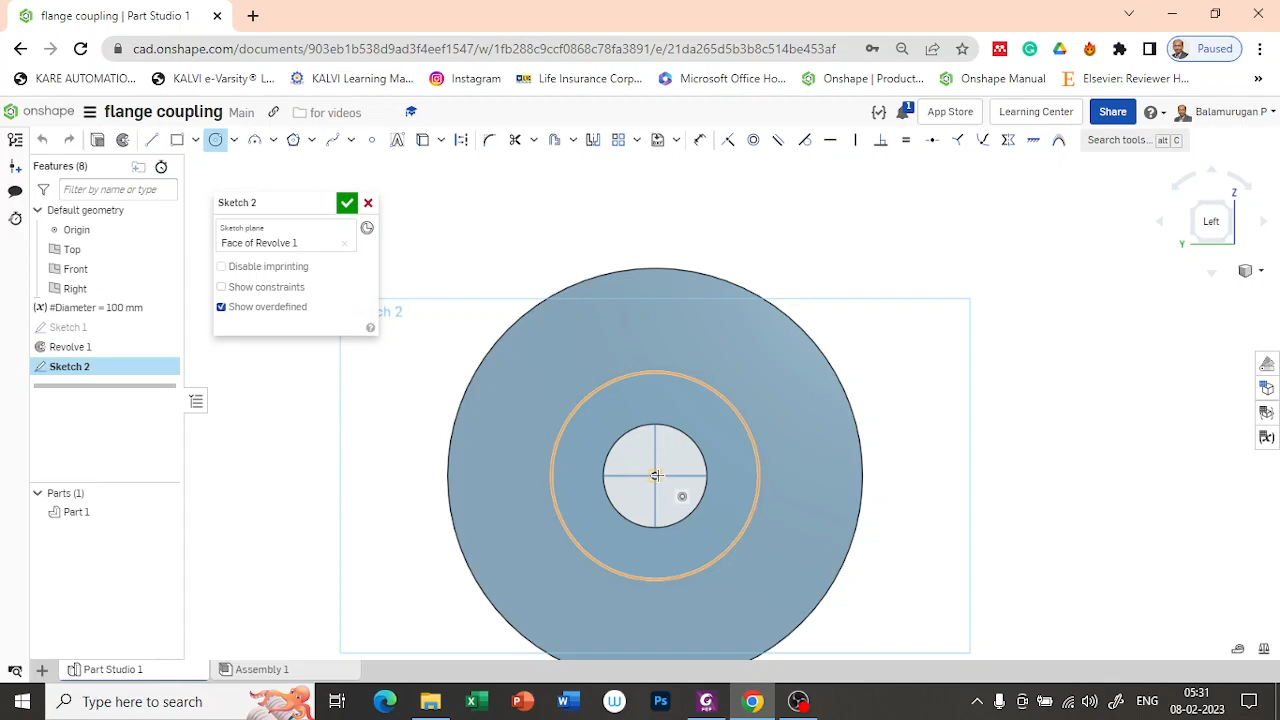 flange coupling | Part Studio 1
cad.onshape.com/document/903eb1b538d9ad3f4eef1547/w/1fb288c9ccf0868c78fa3891/e/21da265d5b3b8c514be453af
Paused
KARE AUTOMATIO...
KALVI e-Varsity® L...
KALVI Learning Ma...
Instagram
LIC
Life Insurance Corp...
Microsoft Office Ho...
Onshape | Product...
Onshape Manual
E
Elsevier: Reviewer H...
»
onshape
flange coupling
Main
for videos
1
App Store
Learning Center
Share
Balamurugan P
Search tools...
alt
C
Features (8)
Filter by name or type
Default geometry
Origin
Top
Front
Right
(x) #Diameter = 100 mm
Sketch 1
Revolve 1
Sketch 2
Parts (1)
Part 1
Sketch 2
Sketch plane
Face of Revolve 1
Disable imprinting
Show constraints
Show overdefined
ch 2
Z
Left
Y
Part Studio 1
Assembly 1
Type here to search
ENG
05:31
08-02-2023